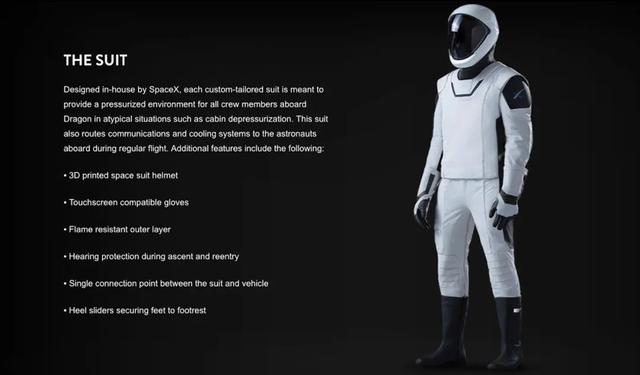 THE SUIT
Designed in-house by SpaceX, each custom-tailored suit is meant to
provide a pressurized environment for all crew members aboard
Dragon in atypical situations such as cabin depressurization. This suit
also routes communications and cooling systems to the astronauts
aboard during regular flight. Additional features include the following:
• 3D printed space suit helmet
• Touchscreen compatible gloves
• Flame resistant outer layer
• Hearing protection during ascent and reentry
• Single connection point between the suit and vehicle
• Heel sliders securing feet to footrest